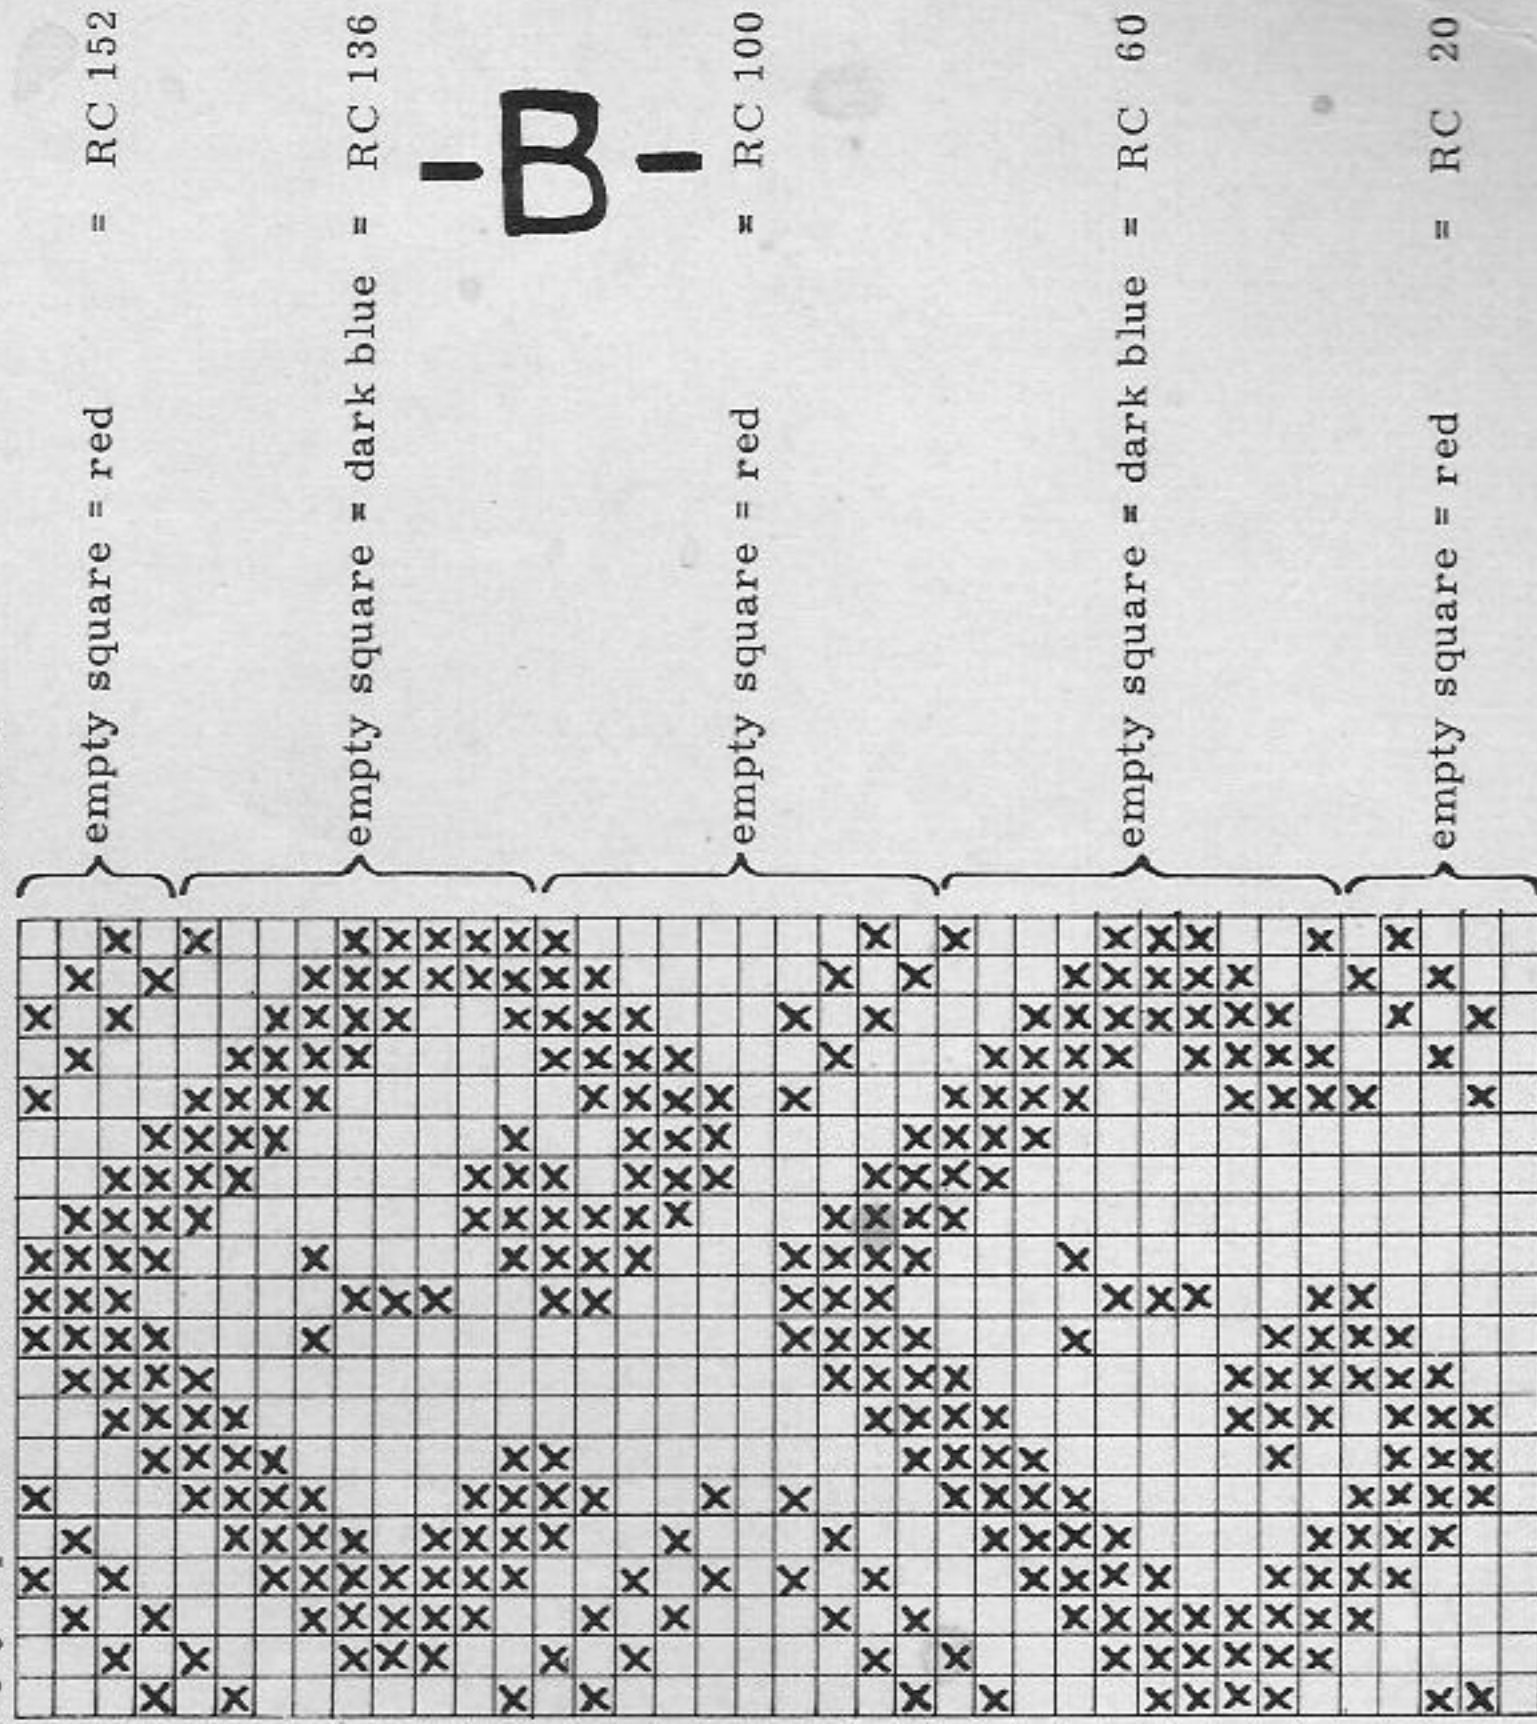 empty square = red = RC 152
empty square = dark blue = RC 136
-B-
empty square = red = RC 100
empty square = dark blue = RC 60
empty square = red = RC 20